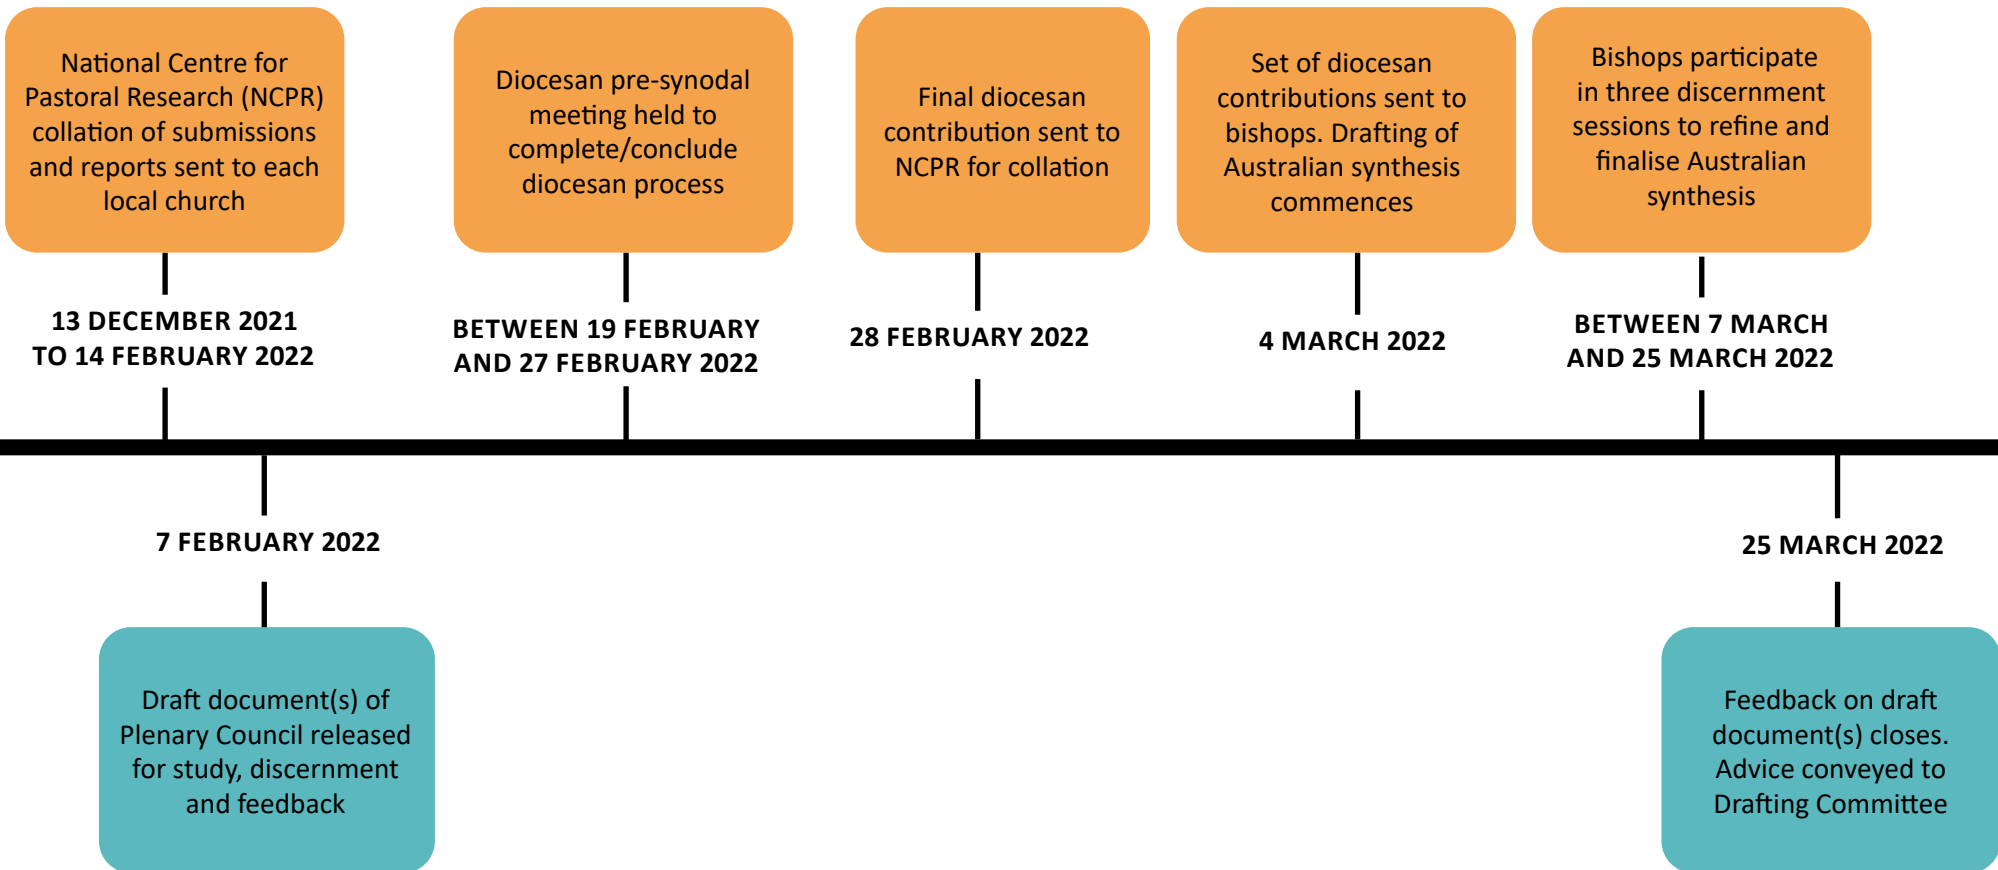 National Centre for
Pastoral Research (NCPR)
collation of submissions
and reports sent to each
local church
13 DECEMBER 2021
TO 14 FEBRUARY 2022
Diocesan pre-synodal
meeting held to
complete/conclude
diocesan process
BETWEEN 19 FEBRUARY
AND 27 FEBRUARY 2022
Final diocesan
contribution sent to
NCPR for collation
28 FEBRUARY 2022
Set of diocesan
contributions sent to
bishops. Drafting of
Australian synthesis
commences
4 MARCH 2022
Bishops participate
in three discernment
sessions to refine and
finalise Australian
synthesis
BETWEEN 7 MARCH
AND 25 MARCH 2022
7 FEBRUARY 2022
Draft document(s) of
Plenary Council released
for study, discernment
and feedback
25 MARCH 2022
Feedback on draft
document(s) closes.
Advice conveyed to
Drafting Committee